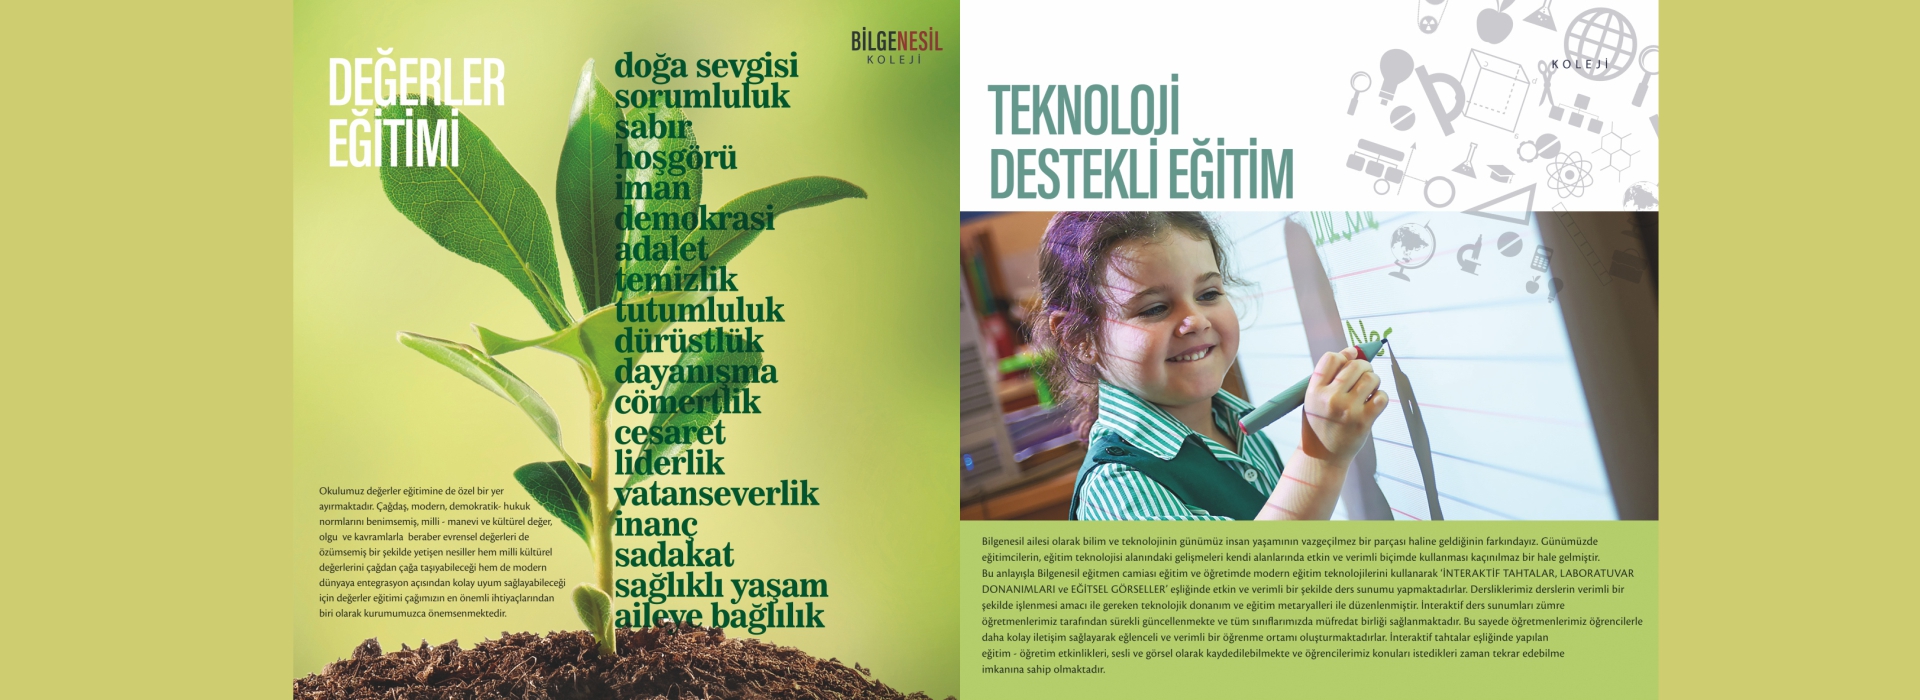 DEĞERLER
EĞİTİMİ
BİLGENESİL
KOLEJİ
doğa sevgisi
sorumluluk
sabır
hoşgörü
iman
demokrasi
adalet
temizlik
tutumluluk
dürüstlük
dayanışma
cömertlik
cesaret
liderlik
vatanseverlik
inanç
sadakat
sağlıklı yaşam
aileye bağlılık
Okulumuz değerler eğitimine de özel bir yer
ayırmaktadır. Çağdaş, modern, demokratik- hukuk
normlarını benimsemiş, milli - manevi ve kültürel değer,
olgu ve kavramlarla beraber evrensel değerleri de
özümsemiş bir şekilde yetişen nesiller hem milli kültürel
değerlerini çağdan çağa taşıyabileceği hem de modern
dünyaya entegrasyon açısından kolay uyum sağlayabileceği
için değerler eğitimi çağımızın en önemli ihtiyaçlarından
biri olarak kurumumuzca önemsenmektedir.
KOLEJİ
TEKNOLOJİ
DESTEKLİ EĞİTİM
Bilgenesil ailesi olarak bilim ve teknolojinin günümüz insan yaşamının vazgeçilmez bir parçası haline geldiğinin farkındayız. Günümüzde
eğitimcilerin, eğitim teknolojisi alanındaki gelişmeleri kendi alanlarında etkin ve verimli biçimde kullanması kaçınılmaz bir hale gelmiştir.
Bu anlayışla Bilgenesil eğitmen camiası eğitim ve öğretimde modern eğitim teknolojilerini kullanarak 'İNTERAKTİF TAHTALAR, LABORATUVAR
DONANIMLARI ve EĞİTSEL GÖRSELLER' eşliğinde etkin ve verimli bir şekilde ders sunumu yapmaktadırlar. Dersliklerimiz derslerin verimli bir
şekilde işlenmesi amacı ile gereken teknolojik donanım ve eğitim metaryalleri ile düzenlenmiştir. İnteraktif ders sunumları zümre
öğretmenlerimiz tarafından sürekli güncellenmekte ve tüm sınıflarımızda müfredat birliği sağlanmaktadır. Bu sayede öğretmenlerimiz öğrencilerle
daha kolay iletişim sağlayarak eğlenceli ve verimli bir öğrenme ortamı oluşturmaktadırlar. İnteraktif tahtalar eşliğinde yapılan
eğitim - öğretim etkinlikleri, sesli ve görsel olarak kaydedilebilmekte ve öğrencilerimiz konuları istedikleri zaman tekrar edebilme
imkanına sahip olmaktadır.